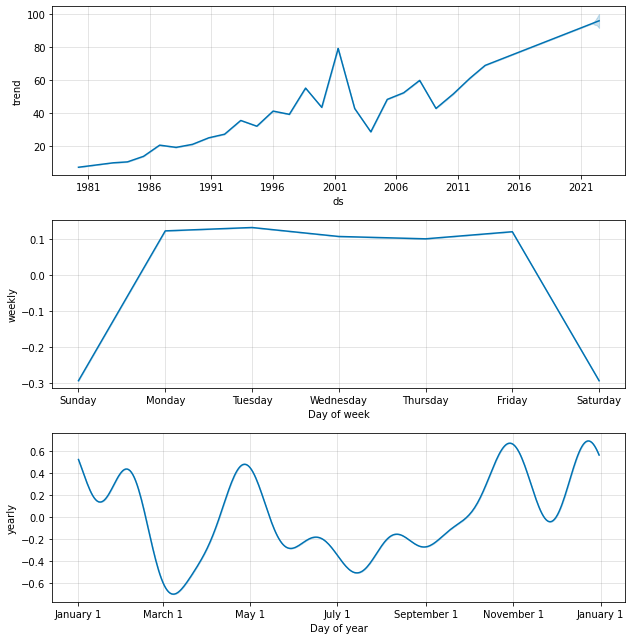 100
80
60
40
20
trend
1981 1986 1991 1996 2001 2006 2011 2016 2021
ds
0.1
0.0
−0.1
−0.2
−0.3
weekly
Sunday Monday Tuesday Wednesday Thursday Friday Saturday
Day of week
0.6
0.4
0.2
0.0
−0.2
−0.4
−0.6
yearly
January 1 March 1 May 1 July 1 September 1 November 1 January 1
Day of year